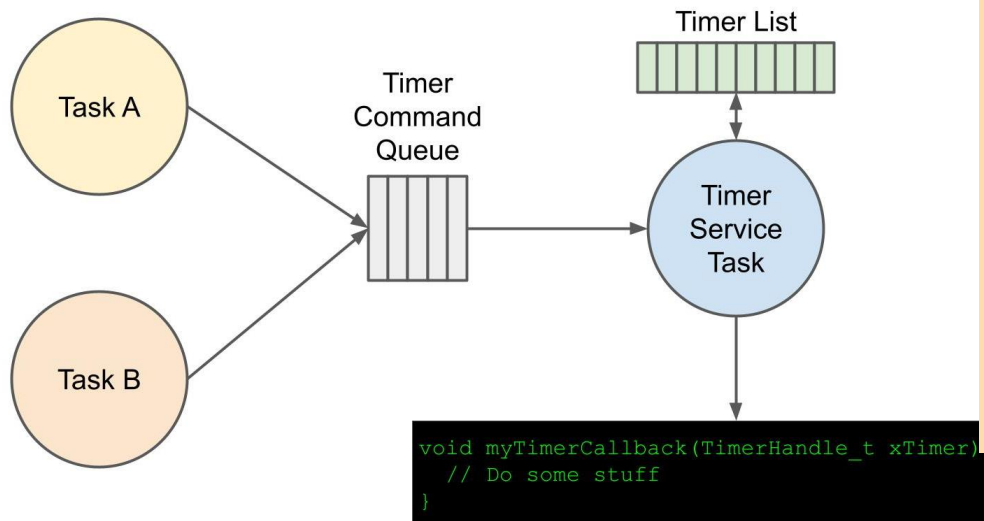 Task A
Timer
Command
Queue
Timer List
Timer
Service
Task
Task B
void myTimerCallback(TimerHandle_t xTimer)
// Do some stuff
}